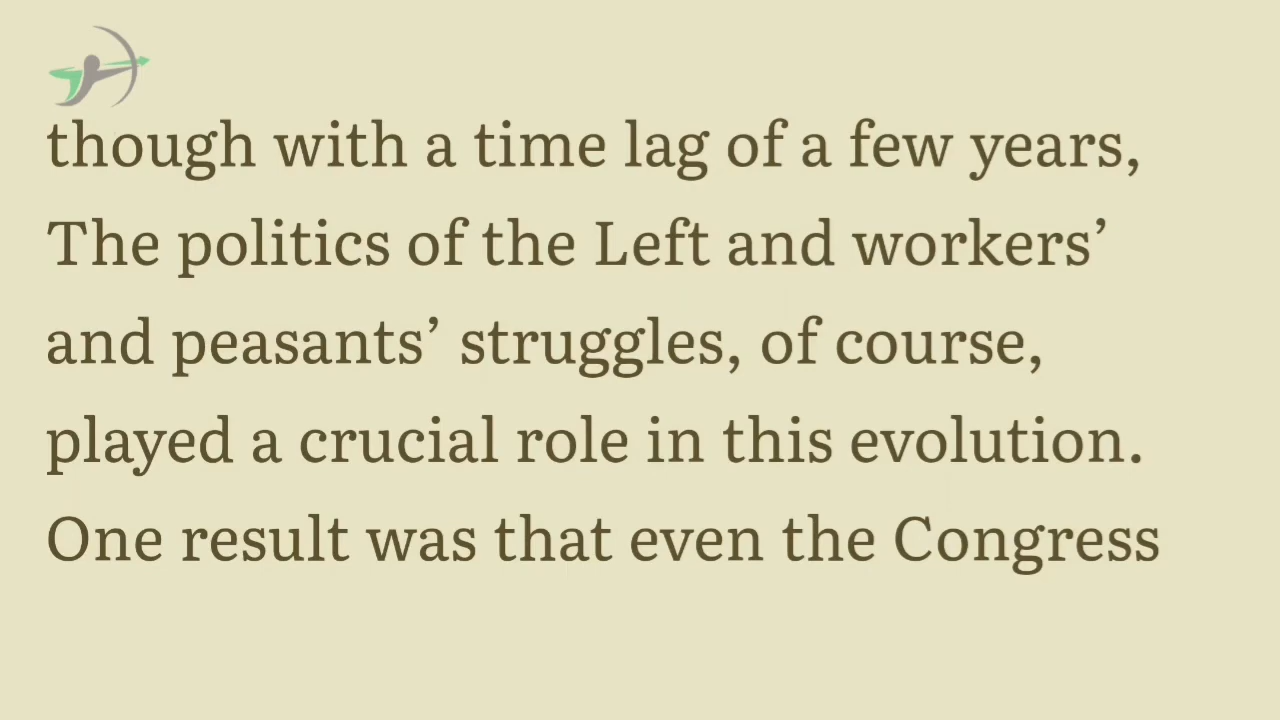 though with a time lag of a few years,
The politics of the Left and workers’
and peasants’ struggles, of course,
played a crucial role in this evolution.
One result was that even the Congress